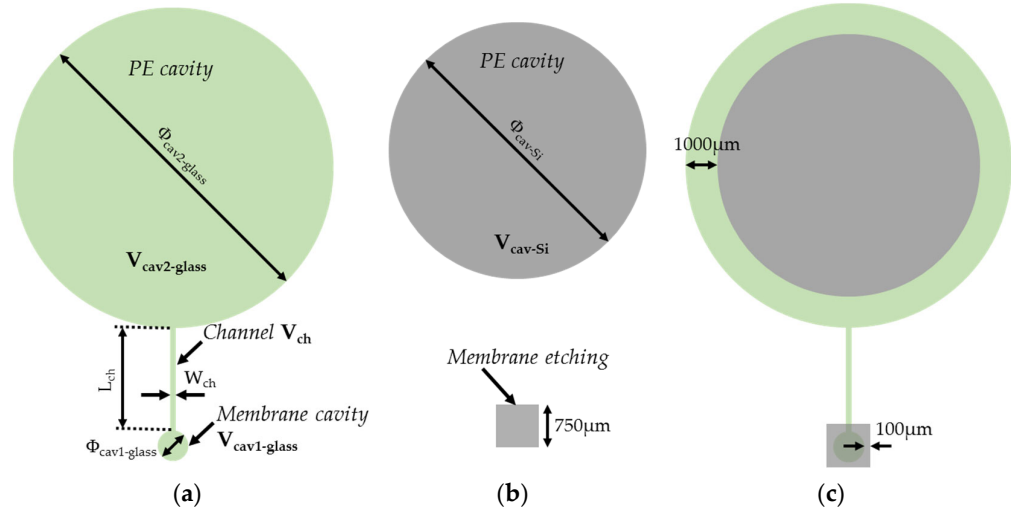 PE cavity
Φcav2-glass
Vcav2-glass
Channel Vch
Lch
Wch
Membrane cavity
Φcav1-glass
Vcav1-glass
(a)
PE cavity
Φcav-Si
Vcav-Si
Membrane etching
750µm
(b)
1000µm
100µm
(c)